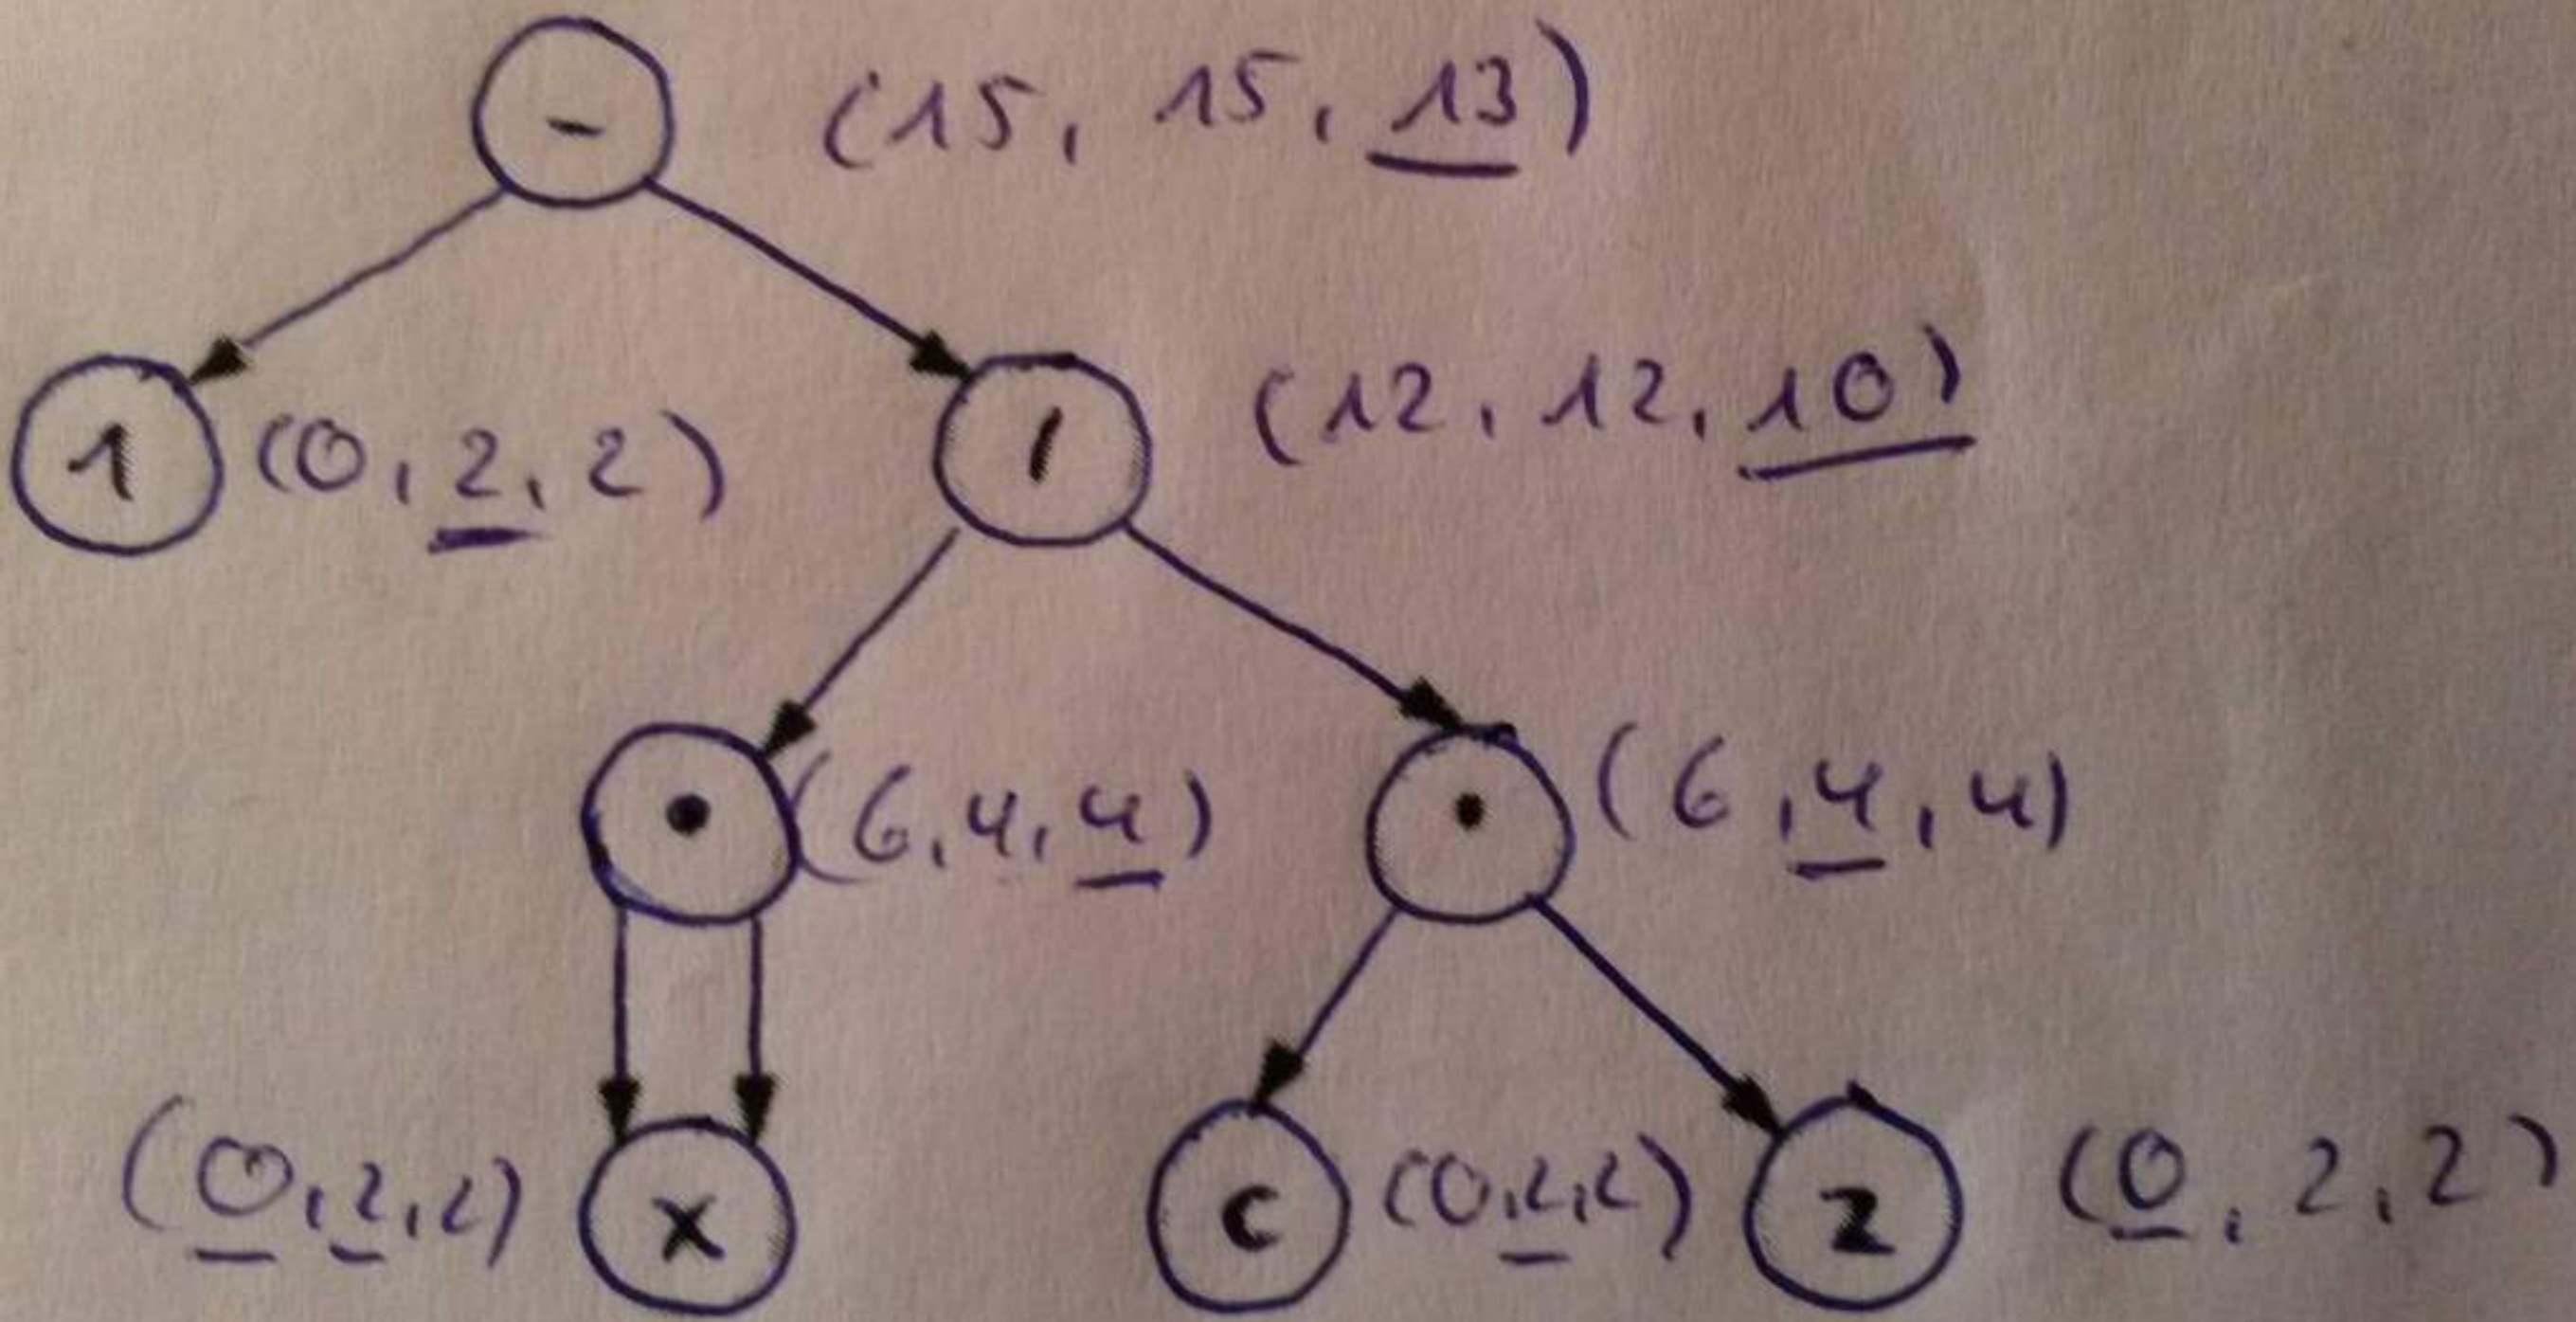 - (15, 15, 13)
1 (0, 2, 2) / (12, 12, 10)
• (6, 4, 4) • (6, 4, 4)
(0, 2, 2) x c (0, 2, 2) z (0, 2, 2)